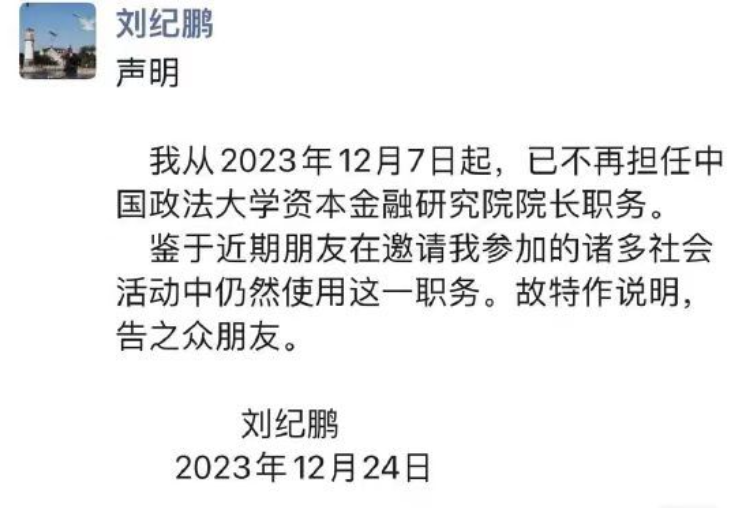 刘纪鹏
声明
我从2023年12月7日起，已不再担任中
国政法大学资本金融研究院院长职务。
鉴于近期朋友在邀请我参加的诸多社会
活动中仍然使用这一职务。故特作说明，
告之众朋友。
刘纪鹏
2023年12月24日